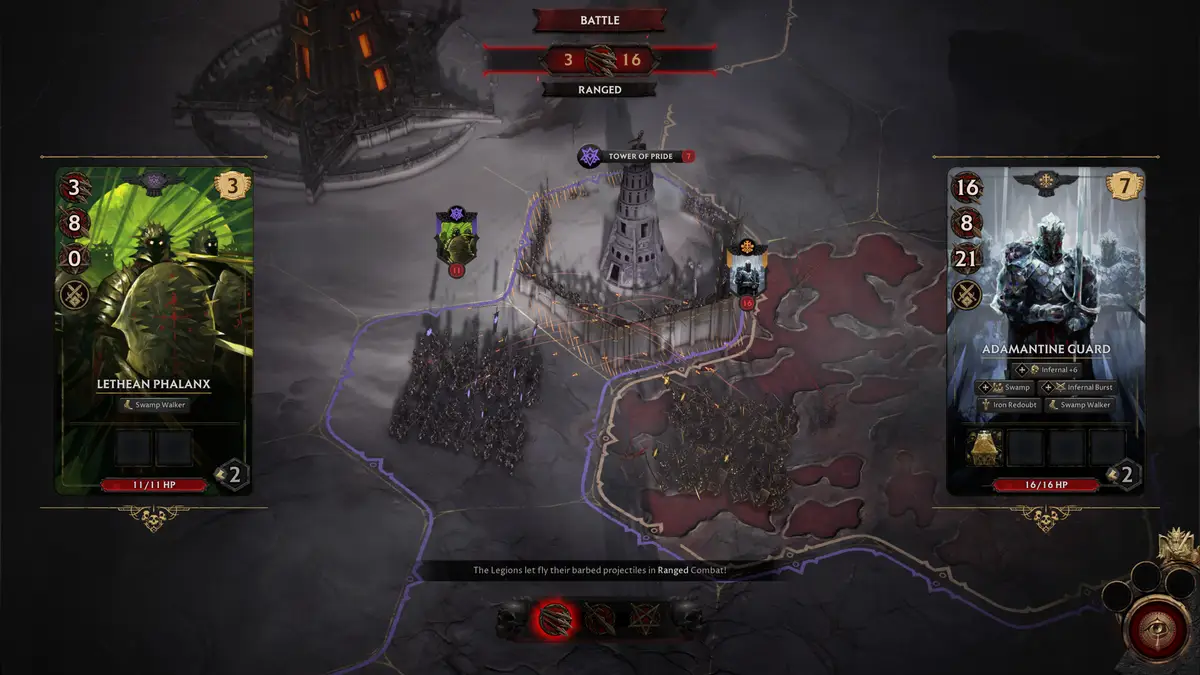 BATTLE
3 16
RANGED
TOWER OF PRIDE 7
3 3
8
0
LETHEAN PHALANX
Swamp Walker
2
11/11 HP
11
16
16 7
8
21
ADAMANTINE GUARD
Infernal +6
Swamp Infernal Burst
Iron Redoubt Swamp Walker
2
16/16 HP
The Legions let fly their barbed projectiles in Ranged Combat!